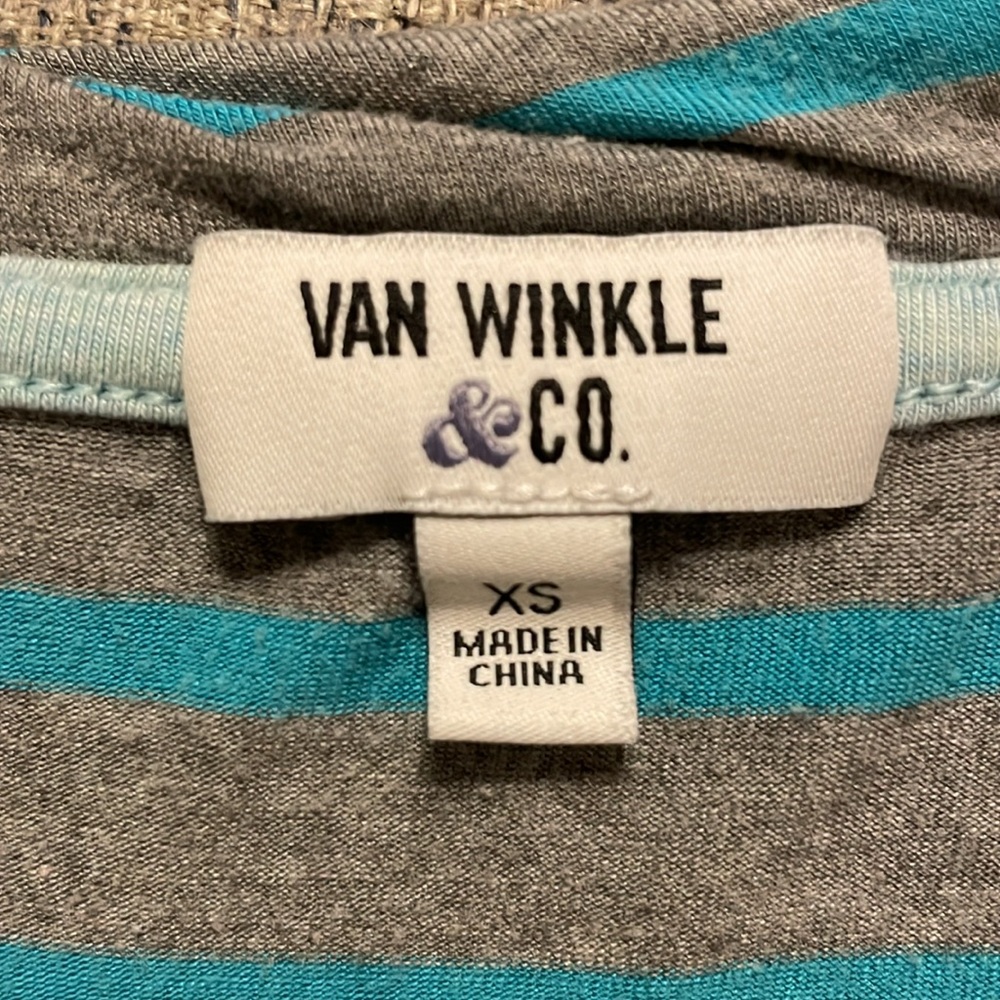 VAN WINKLE
&CO.
XS
MADE IN
CHINA